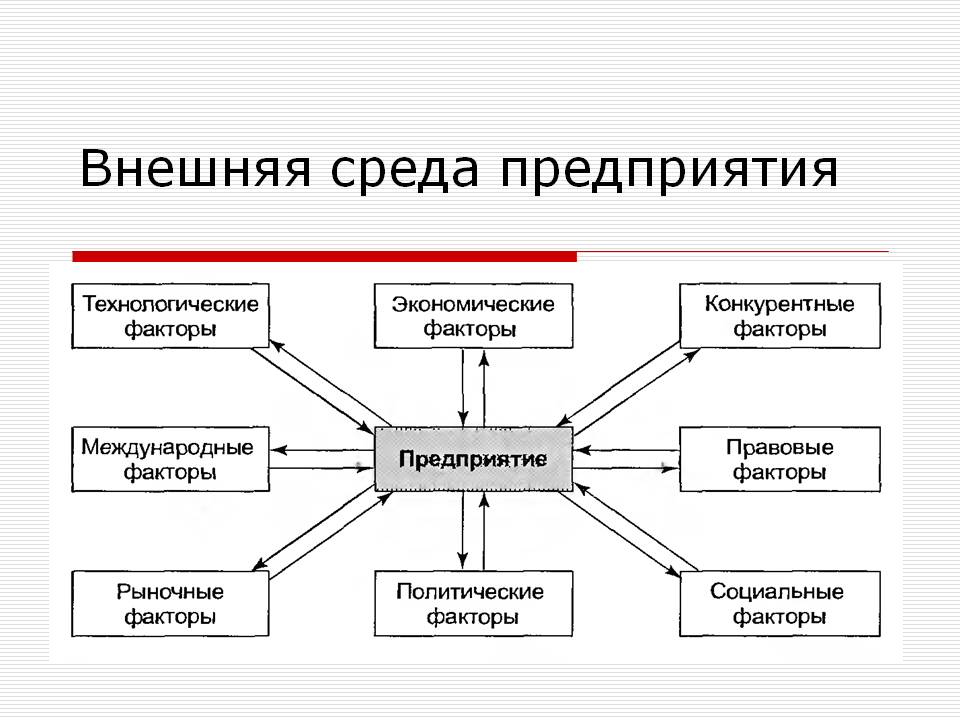 Внешняя среда предприятия
Технологические
факторы
Экономические
факторы
Конкурентные
факторы
Международные
факторы
Предприятие
Правовые
факторы
Рыночные
факторы
Политические
факторы
Социальные
факторы